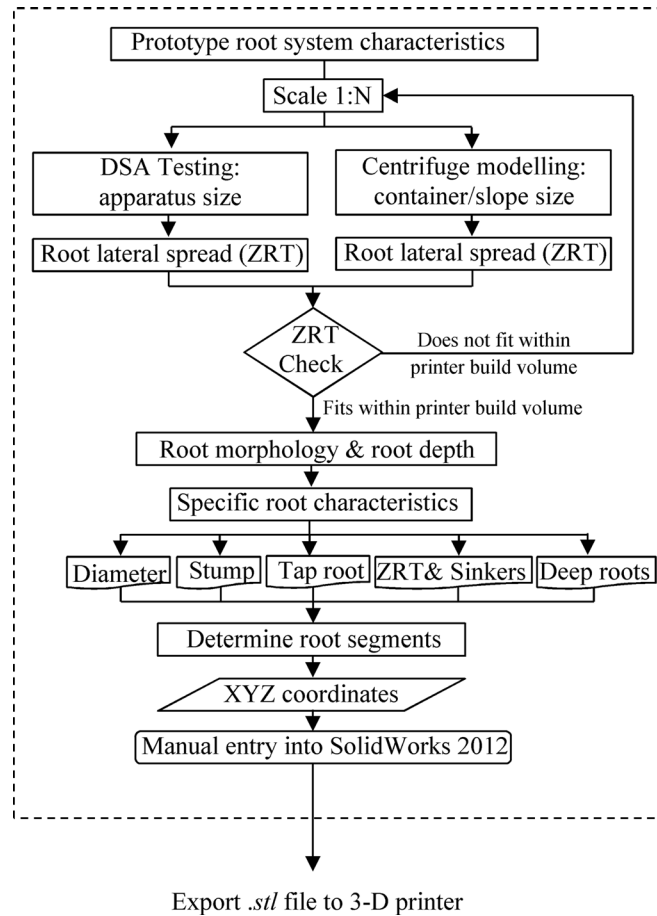 Prototype root system characteristics
Scale 1:N
DSA Testing:
apparatus size
Centrifuge modelling:
container/slope size
Root lateral spread (ZRT)
Root lateral spread (ZRT)
ZRT
Check
Does not fit within
printer build volume
Fits within printer build volume
Root morphology & root depth
Specific root characteristics
Diameter
Stump
Tap root
ZRT& Sinkers
Deep roots
Determine root segments
XYZ coordinates
Manual entry into SolidWorks 2012
Export .stl file to 3-D printer